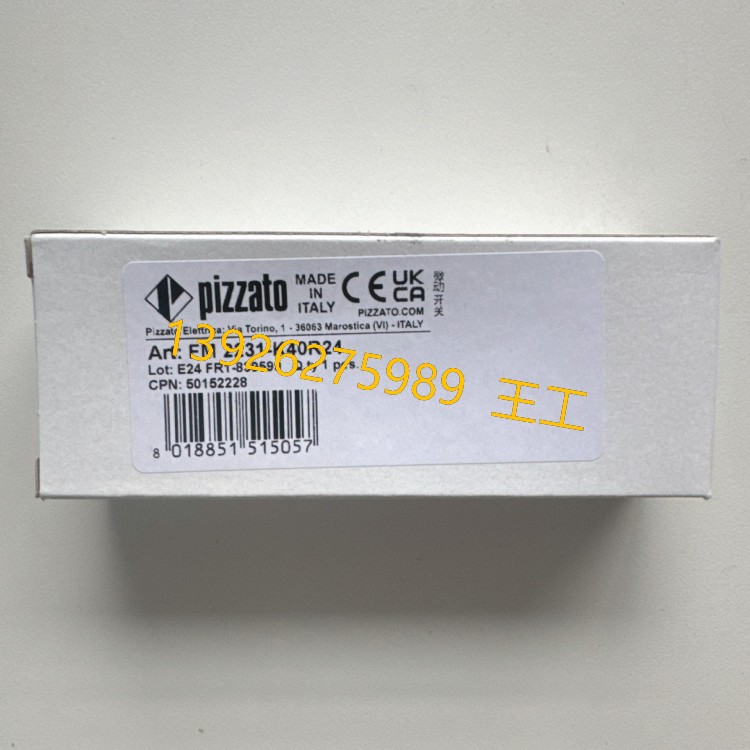 pizzato
MADE
IN
ITALY
CE
UK
CA
PIZZATO.COM
微动开关
Pizzato Elettrica: Via Torino, 1 - 36063 Marostica (VI) - ITALY
Art:
Lot: E24 1 pcs.
CPN: 50152228
8 018851 515057
13926275989 王工